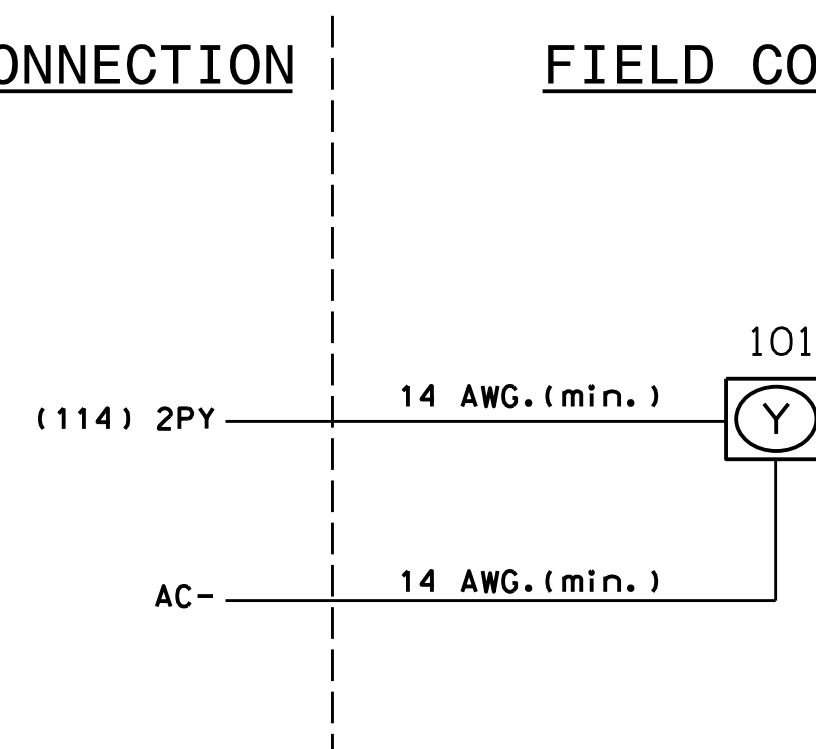 ONNECTION FIELD CO
101
14 AWG.(min.)
(114) 2PY
Y
14 AWG.(min.)
AC-